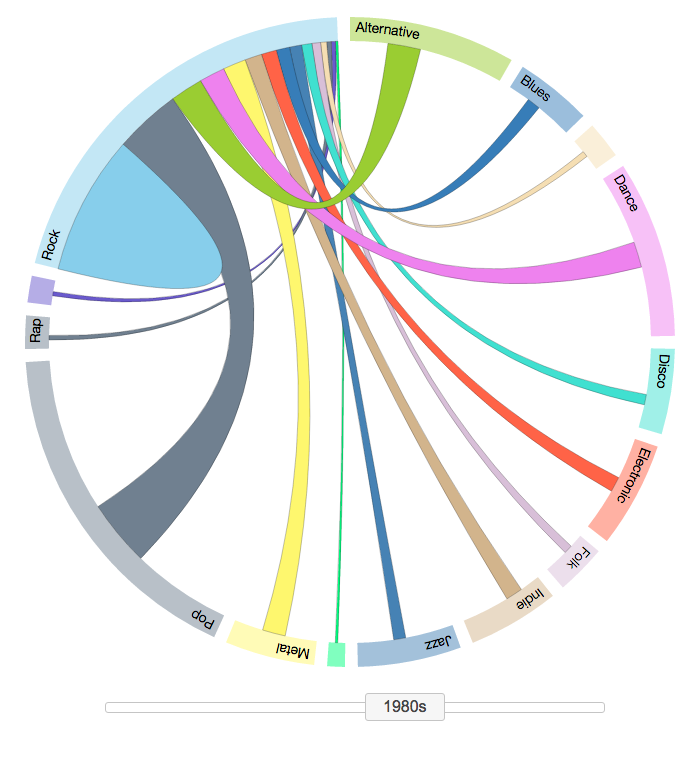 Alternative
Blues
Dance
Disco
Electronic
Folk
Indie
Jazz
Metal
Pop
Rap
Rock
1980s